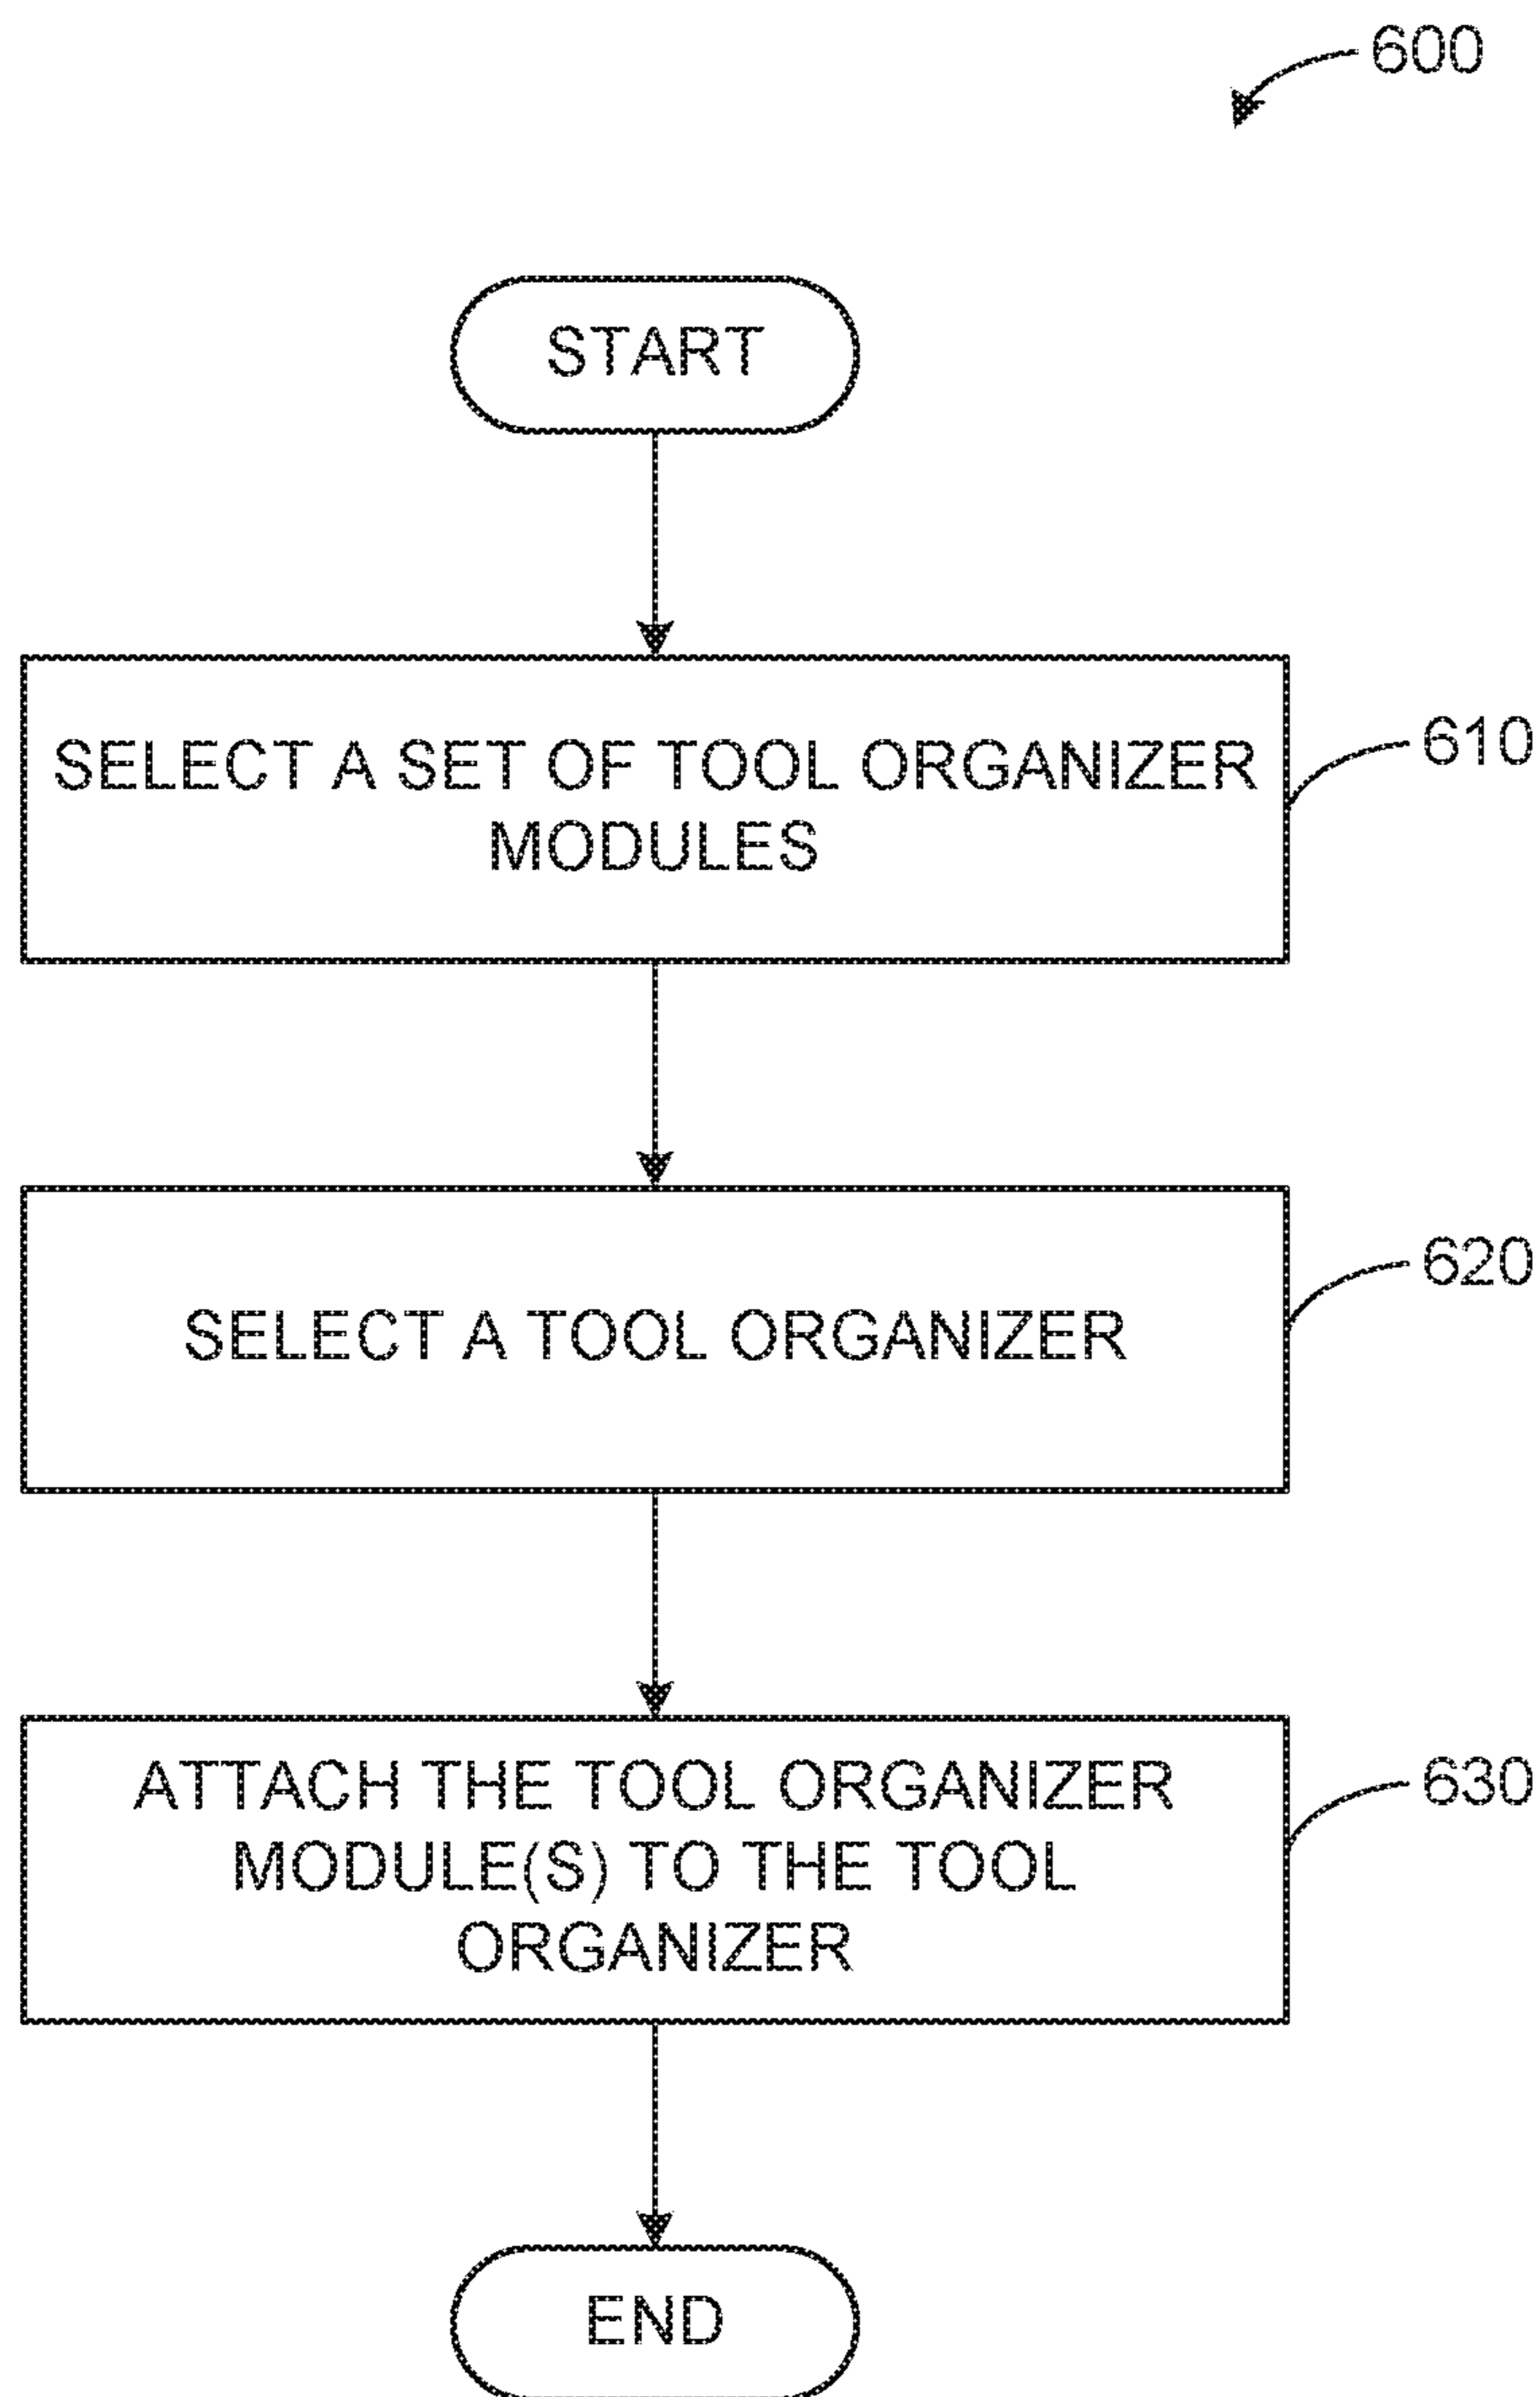 600
START
SELECT A SET OF TOOL ORGANIZER
MODULES
610
SELECT A TOOL ORGANIZER
620
ATTACH THE TOOL ORGANIZER
MODULE(S) TO THE TOOL
ORGANIZER
630
END